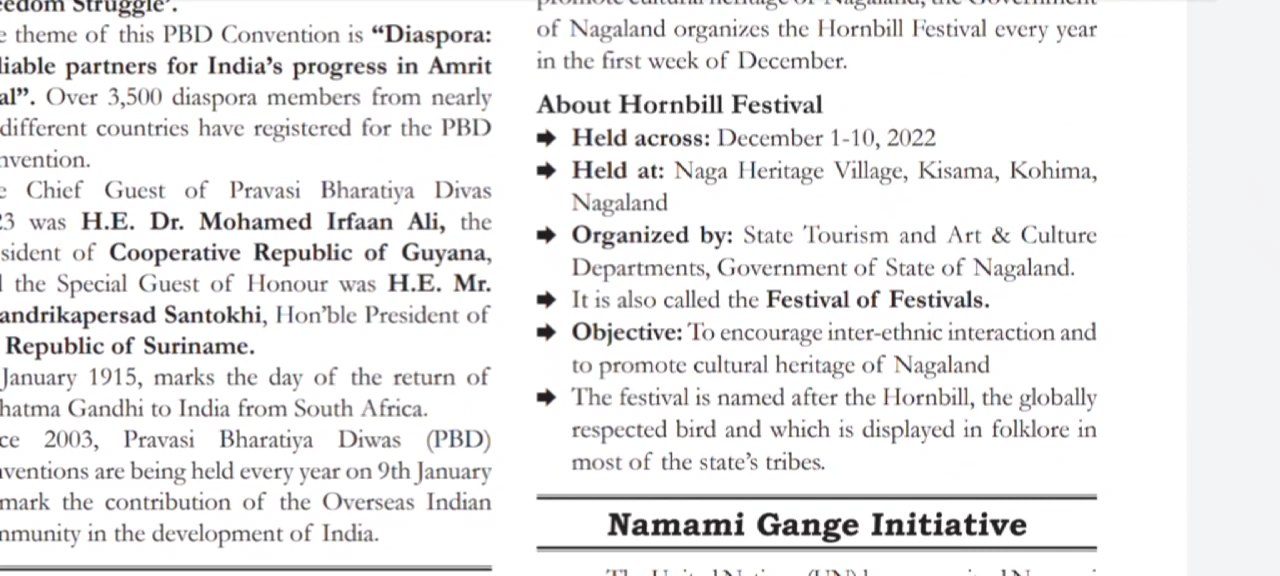 eedom Struggle'.
e theme of this PBD Convention is “Diaspora:
liable partners for India’s progress in Amrit
al”. Over 3,500 diaspora members from nearly
different countries have registered for the PBD
nvention.
e Chief Guest of Pravasi Bharatiya Divas
23 was H.E. Dr. Mohamed Irfaan Ali, the
sident of Cooperative Republic of Guyana,
l the Special Guest of Honour was H.E. Mr.
andrikapersad Santokhi, Hon’ble President of
Republic of Suriname.
January 1915, marks the day of the return of
hatma Gandhi to India from South Africa.
ce 2003, Pravasi Bharatiya Diwas (PBD)
nventions are being held every year on 9th January
mark the contribution of the Overseas Indian
mmunity in the development of India.
promote cultural heritage of Nagaland, the Government
of Nagaland organizes the Hornbill Festival every year
in the first week of December.
About Hornbill Festival
➡ Held across: December 1-10, 2022
➡ Held at: Naga Heritage Village, Kisama, Kohima,
Nagaland
➡ Organized by: State Tourism and Art & Culture
Departments, Government of State of Nagaland.
➡ It is also called the Festival of Festivals.
➡ Objective: To encourage inter-ethnic interaction and
to promote cultural heritage of Nagaland
➡ The festival is named after the Hornbill, the globally
respected bird and which is displayed in folklore in
most of the state’s tribes.
Namami Gange Initiative